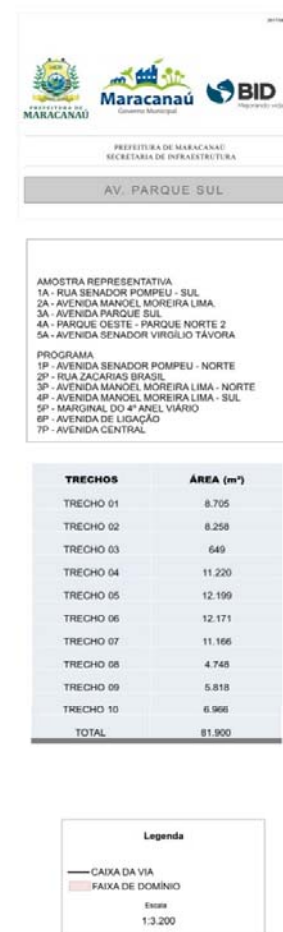 PREFEITURA DE
MARACANAÚ
Maracanaú
Governo Municipal
BID
Mejorando vidas
PREFEITURA DE MARACANAÚ
SECRETARIA DE INFRAESTRUTURA
AV. PARQUE SUL
AMOSTRA REPRESENTATIVA
1A - RUA SENADOR POMPEU - SUL
2A - AVENIDA MANOEL MOREIRA LIMA.
3A - AVENIDA PARQUE SUL
4A - PARQUE OESTE - PARQUE NORTE 2
5A - AVENIDA SENADOR VIRGÍLIO TÁVORA
PROGRAMA
1P - AVENIDA SENADOR POMPEU - NORTE
2P - RUA ZACARIAS BRASIL
3P - AVENIDA MANOEL MOREIRA LIMA - NORTE
4P - AVENIDA MANOEL MOREIRA LIMA - SUL
5P - MARGINAL DO 4º ANEL VIÁRIO
6P - AVENIDA DE LIGAÇÃO
7P - AVENIDA CENTRAL
TRECHOS ÁREA (m²)
TRECHO 01 8.705
TRECHO 02 8.258
TRECHO 03 649
TRECHO 04 11.220
TRECHO 05 12.199
TRECHO 06 12.171
TRECHO 07 11.166
TRECHO 08 4.748
TRECHO 09 5.818
TRECHO 10 6.966
TOTAL 81.900
Legenda
CAIXA DA VIA
FAIXA DE DOMÍNIO
Escala
1:3.200